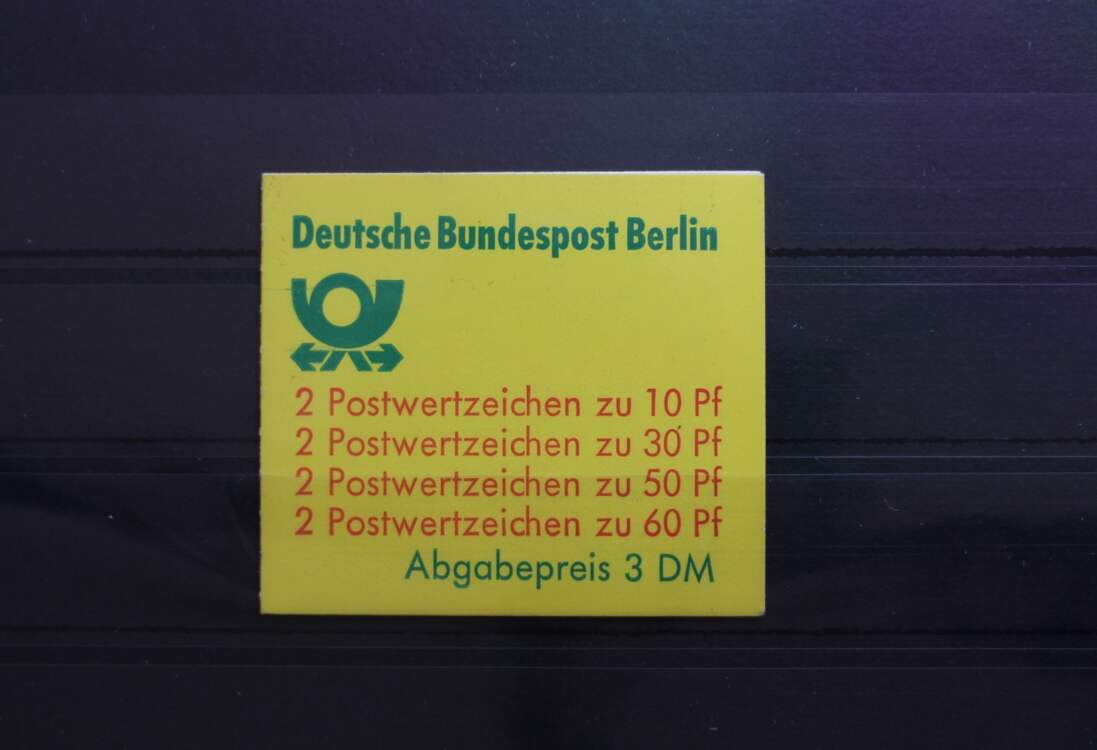 Deutsche Bundespost Berlin
2 Postwertzeichen zu 10 Pf
2 Postwertzeichen zu 30 Pf
2 Postwertzeichen zu 50 Pf
2 Postwertzeichen zu 60 Pf
Abgabepreis 3 DM